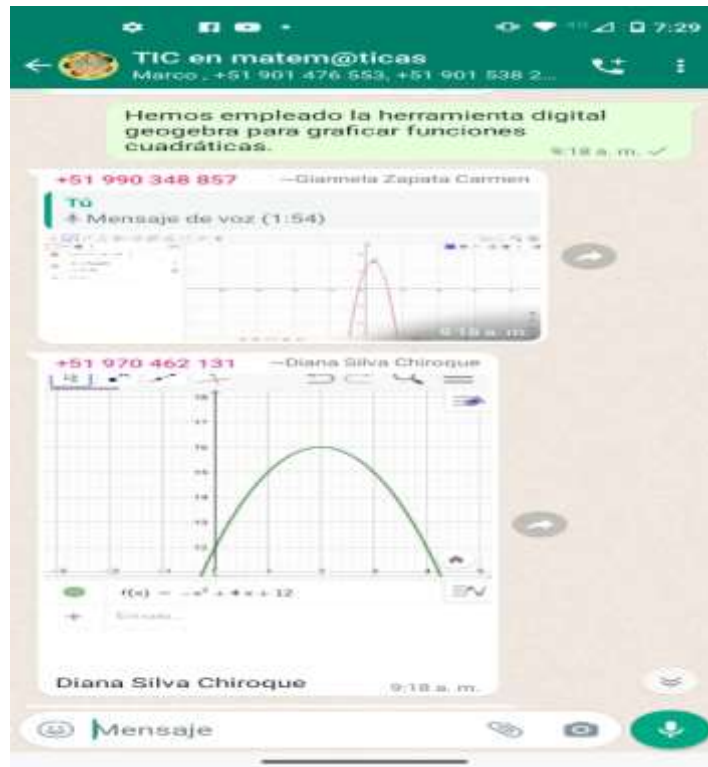 7:29
TIC en matem@ticas
Marco , +51 901 476 553, +51 901 538 2...
Hemos empleado la herramienta digital
geogebra para graficar funciones
cuadráticas.
9:18 a. m.
+51 990 348 857 ~Giannela Zapata Carmen
Tú
Mensaje de voz (1:54)
9:18 a. m.
+51 970 462 131 ~Diana Silva Chiroque
f(x) = -x² + 4x + 12
Diana Silva Chiroque
9:18 a. m.
Mensaje